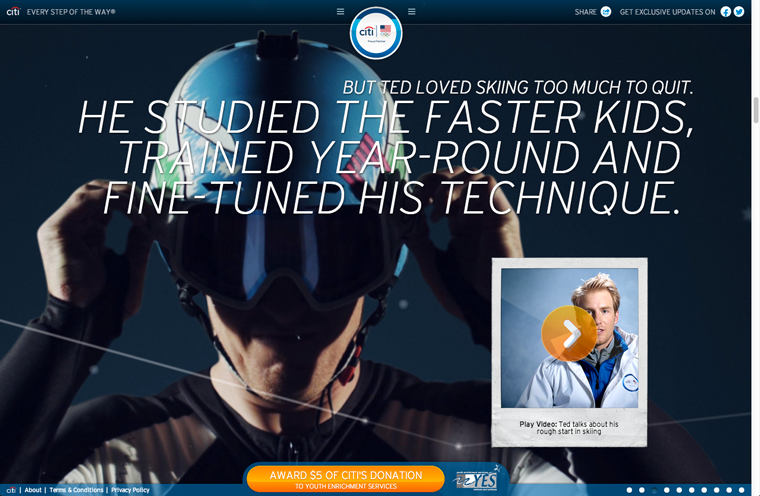 citi EVERY STEP OF THE WAY®
citi
SHARE GET EXCLUSIVE UPDATES ON
BUT TED LOVED SKIING TOO MUCH TO QUIT.
HE STUDIED THE FASTER KIDS,
TRAINED YEAR-ROUND AND
FINE-TUNED HIS TECHNIQUE.
citi
Play Video: Ted talks about his
rough start in skiing
AWARD $5 OF CITI'S DONATION
TO YOUTH ENRICHMENT SERVICES
YES
citi | About | Terms & Conditions | Privacy Policy